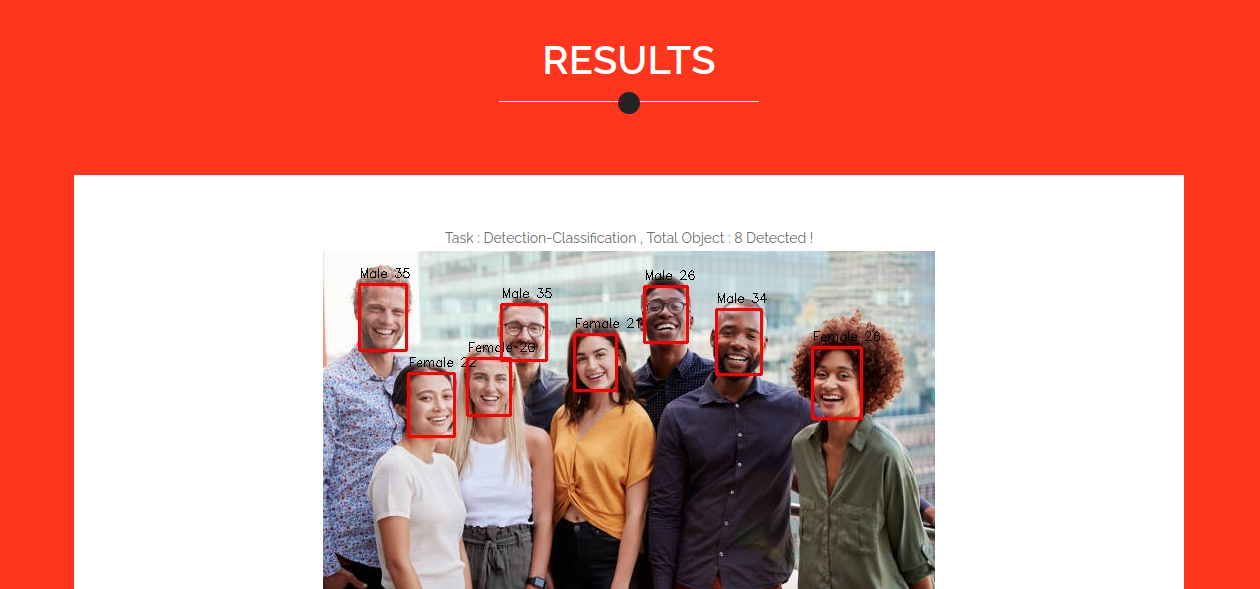 RESULTS
Task : Detection-Classification , Total Object : 8 Detected !
Male 35
Male 26
Male 35
Male 34
Female 21
Female 26
Female 20
Female 22